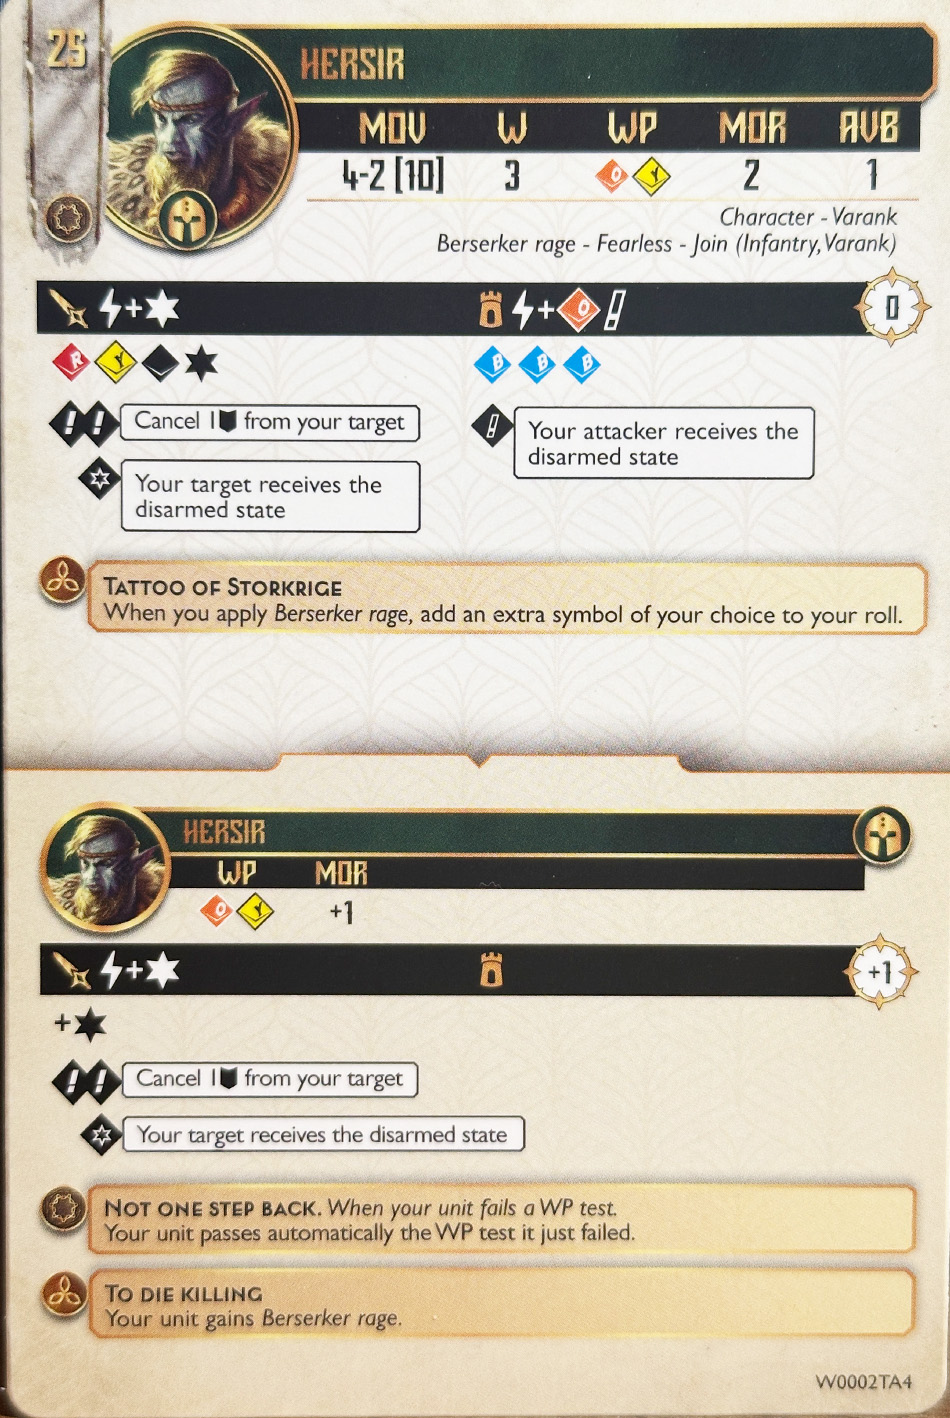 25
HERSIR
MOV W WP MOR AVB
4-2 [10] 3 O Y 2 1
Character - Varank
Berserker rage - Fearless - Join (Infantry, Varank)
+ + O ! 0
R Y B B B
! ! Cancel 1 from your target
! Your attacker receives the
disarmed state
Your target receives the
disarmed state
TATTOO OF STORKRIGE
When you apply Berserker rage, add an extra symbol of your choice to your roll.
HERSIR
WP MOR
O Y +1
+ +1
+
! ! Cancel 1 from your target
Your target receives the disarmed state
NOT ONE STEP BACK. When your unit fails a WP test.
Your unit passes automatically the WP test it just failed.
TO DIE KILLING
Your unit gains Berserker rage.
W0002TA4